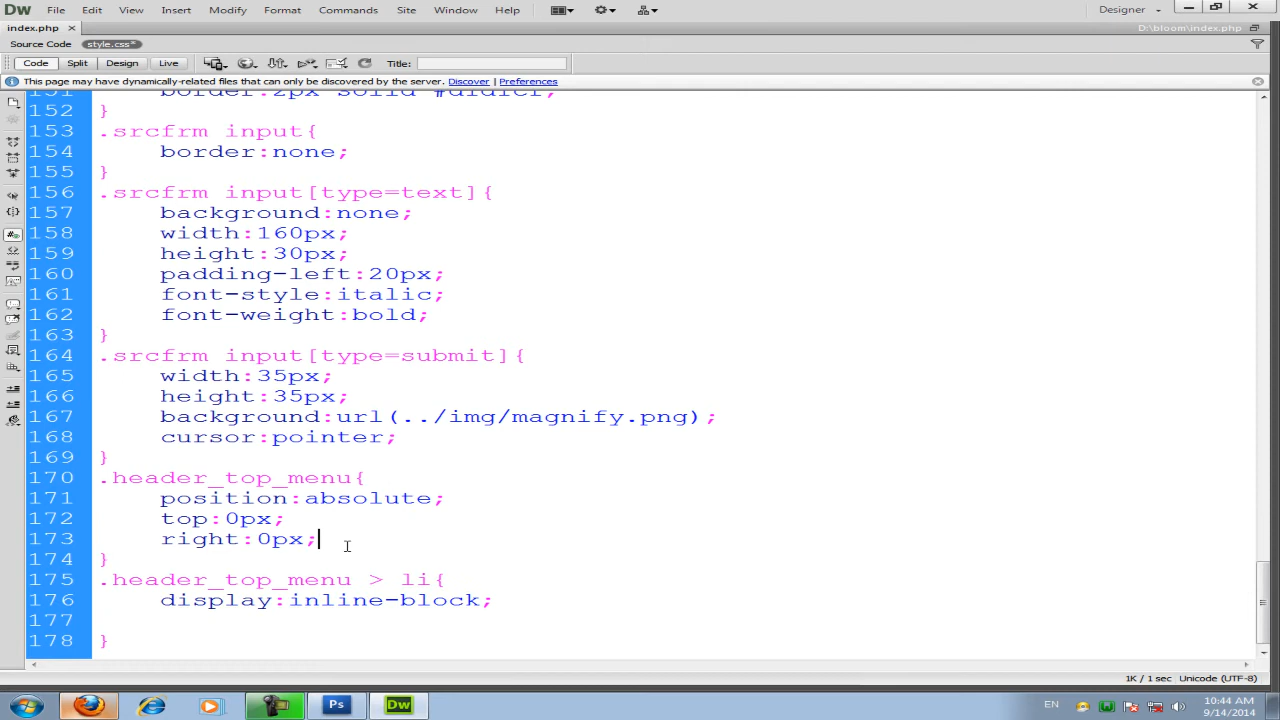 Dw File Edit View Insert Modify Format Commands Site Window Help Designer
index.php D:\bloom\index.php
Source Code style.css*
Code Split Design Live Title:
This page may have dynamically-related files that can only be discovered by the server. Discover Preferences
151 border:2px solid
152 }
153 .srcfrm input{
154 border:none;
155 }
156 .srcfrm input[type=text]{
157 background:none;
158 width:160px;
159 height:30px;
160 padding-left:20px;
161 font-style:italic;
162 font-weight:bold;
163 }
164 .srcfrm input[type=submit]{
165 width:35px;
166 height:35px;
167 background:url(../img/magnify.png);
168 cursor:pointer;
169 }
170 .header_top_menu{
171 position:absolute;
172 top:0px;
173 right:0px;
174 }
175 .header_top_menu > li{
176 display:inline-block;
177
178 }
1K / 1 sec Unicode (UTF-8)
Ps Dw EN 10:44 AM
9/14/2014